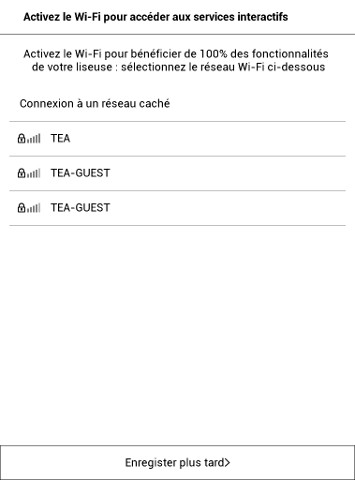 Activez le Wi-Fi pour accéder aux services interactifs
Activez le Wi-Fi pour bénéficier de 100% des fonctionnalités
de votre liseuse : sélectionnez le réseau Wi-Fi ci-dessous
Connexion à un réseau caché
TEA
TEA-GUEST
TEA-GUEST
Enregister plus tard>